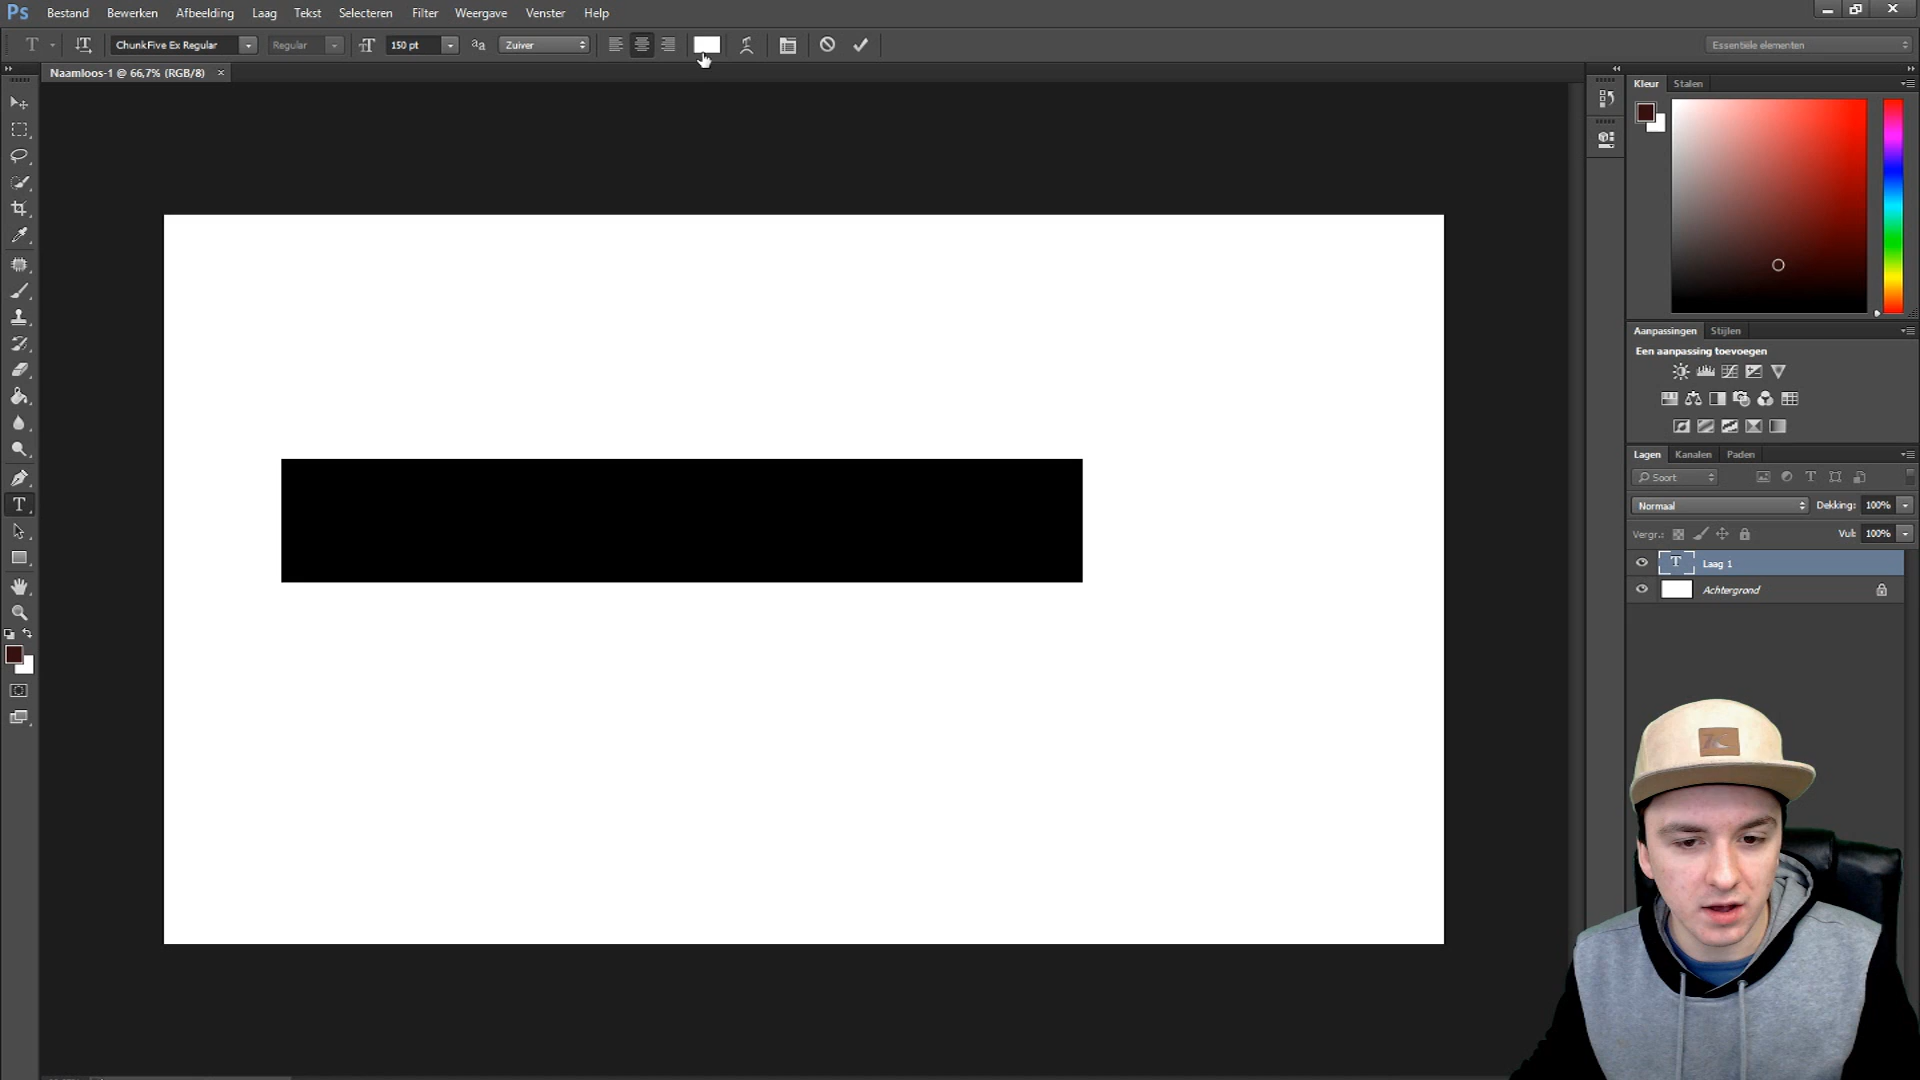 Ps Bestand Bewerken Afbeelding Laag Tekst Selecteren Filter Weergave Venster Help
T ChunkFive Ex Regular Regular 150 pt aa Zuiver Essentiële elementen
Naamloos-1 @ 66,7% (RGB/8) ×
Kleur Stalen
Aanpassingen Stijlen
Een aanpassing toevoegen
Lagen Kanalen Paden
Soort
Normaal Dekking: 100%
Vergr.: Vul: 100%
T Laag 1
Achtergrond